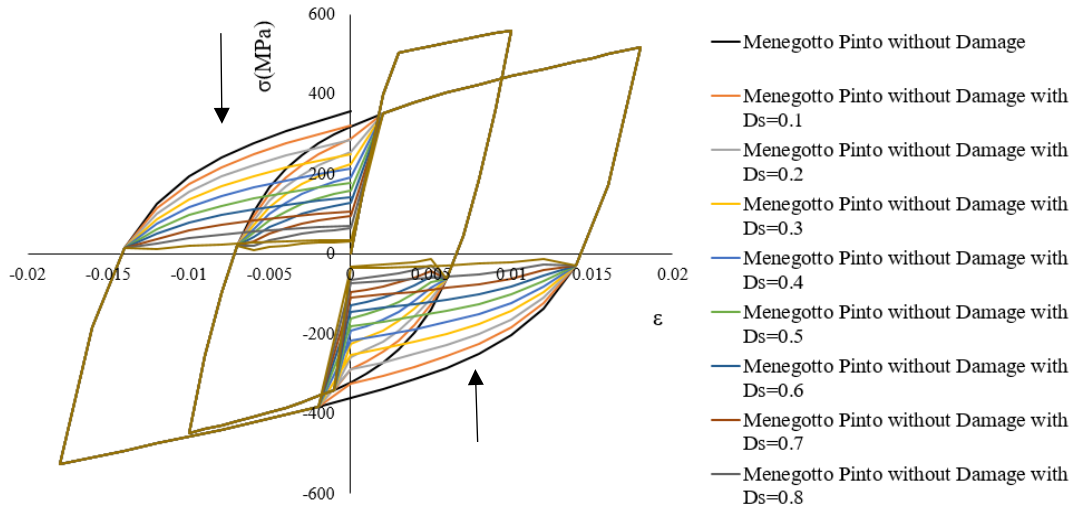 600
400
200
0
-200
-400
-600
-0.02
-0.015
-0.01
-0.005
0
0.005
0.01
0.015
0.02
σ(MPa)
ε
Menegotto Pinto without Damage
Menegotto Pinto without Damage with
Ds=0.1
Menegotto Pinto without Damage with
Ds=0.2
Menegotto Pinto without Damage with
Ds=0.3
Menegotto Pinto without Damage with
Ds=0.4
Menegotto Pinto without Damage with
Ds=0.5
Menegotto Pinto without Damage with
Ds=0.6
Menegotto Pinto without Damage with
Ds=0.7
Menegotto Pinto without Damage with
Ds=0.8